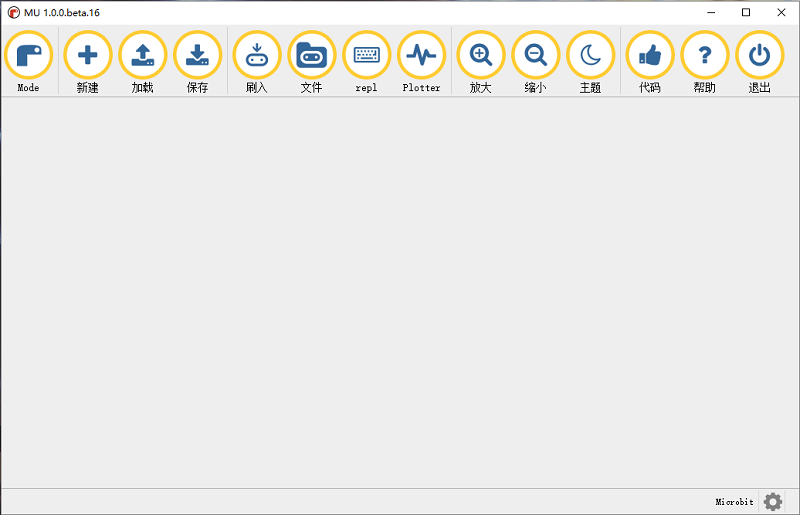 MU 1.0.0.beta.16
Mode 新建 加载 保存 刷入 文件 repl Plotter 放大 缩小 主题 代码 帮助 退出
Microbit